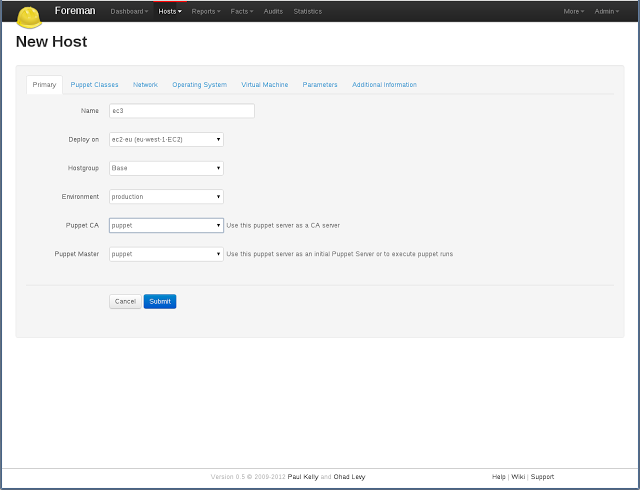 Foreman Dashboard Hosts Reports Facts Audits Statistics More Admin
New Host
Primary Puppet Classes Network Operating System Virtual Machine Parameters Additional Information
Name ec3
Deploy on ec2-eu (eu-west-1-EC2)
Hostgroup Base
Environment production
Puppet CA puppet Use this puppet server as a CA server
Puppet Master puppet Use this puppet server as an initial Puppet Server or to execute puppet runs
Cancel Submit
Version 0.5 © 2009-2012 Paul Kelly and Ohad Levy Help | Wiki | Support